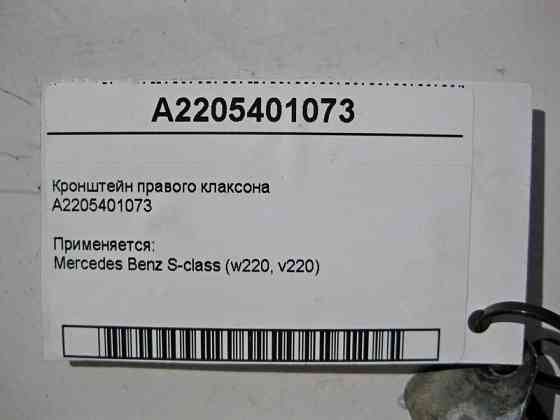 A2205401073
Кронштейн правого клаксона
A2205401073
Применяется:
Mercedes Benz S-class (w220, v220)